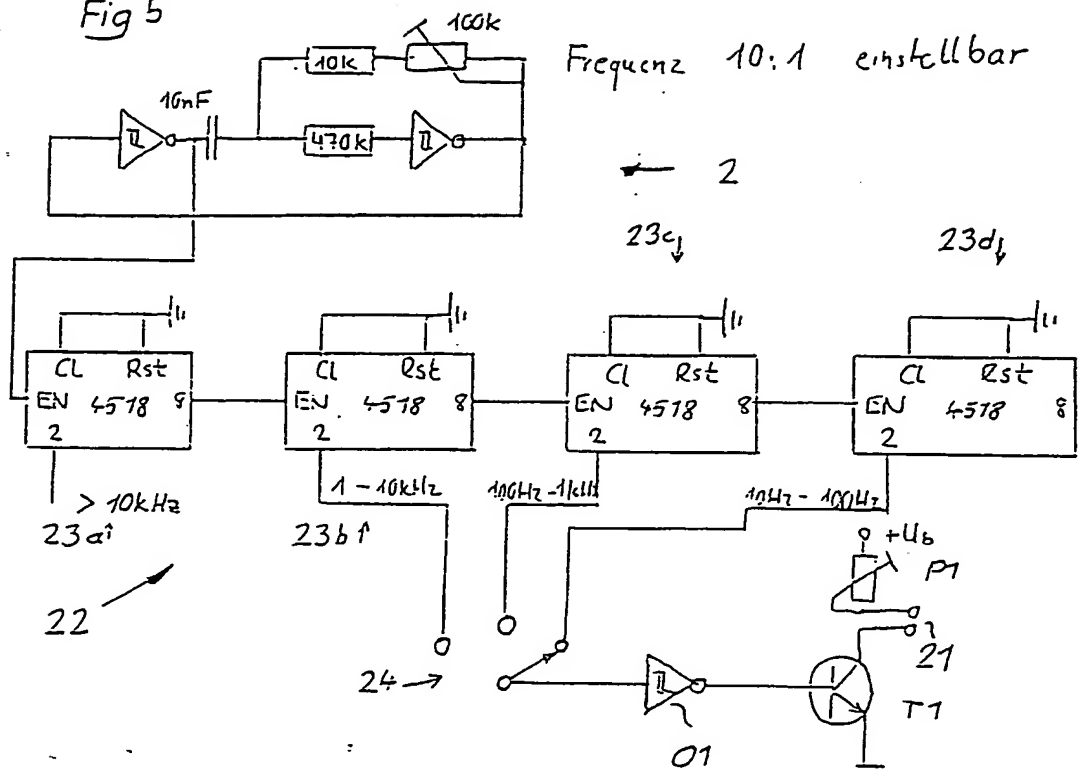 Fig 5
100k
10k
Frequenz 10:1 einstellbar
10nF
470k
2
23c
23d
Cl Rst
EN 4518 8
2
Cl Rst
EN 4518 8
2
Cl Rst
EN 4518 8
2
Cl Rst
EN 4518 8
2
> 10kHz
1-10kHz
100Hz-1kHz
10Hz-100Hz
23a
23b
+Ub
P1
22
21
24
T1
01